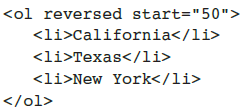 <ol reversed start="50">
    <li>California</li>
    <li>Texas</li>
    <li>New York</li>
</ol>